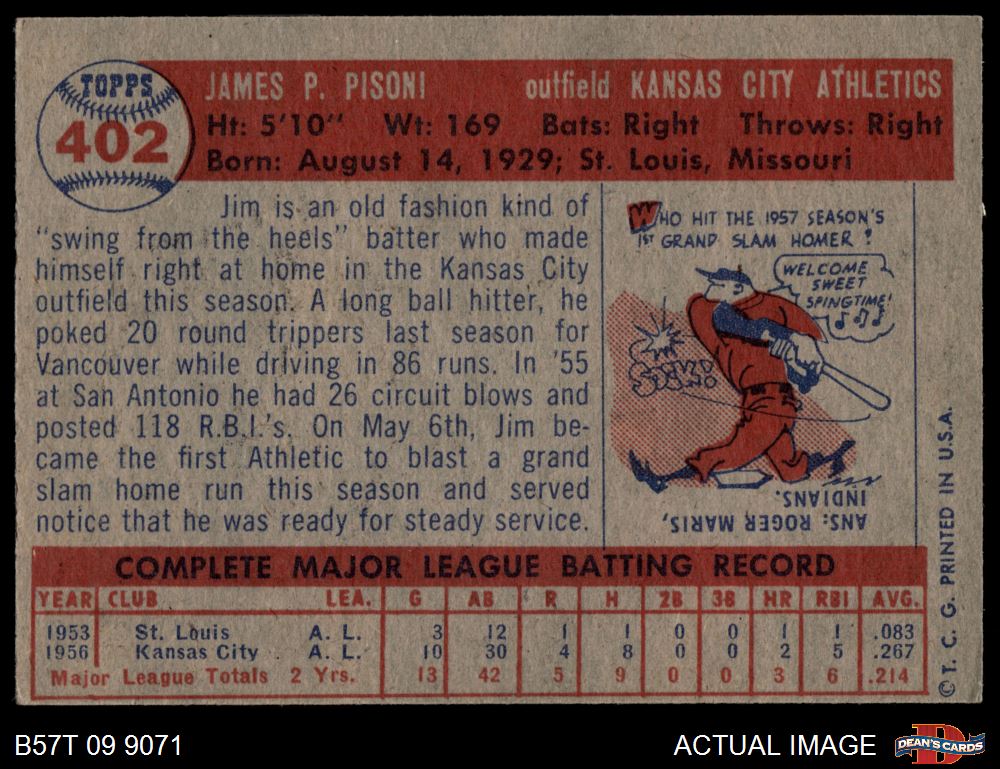 TOPPS
402
JAMES P. PISONI outfield KANSAS CITY ATHLETICS
Ht: 5'10" Wt: 169 Bats: Right Throws: Right
Born: August 14, 1929; St. Louis, Missouri
Jim is an old fashion kind of
"swing from the heels" batter who made
himself right at home in the Kansas City
outfield this season. A long ball hitter, he
poked 20 round trippers last season for
Vancouver while driving in 86 runs. In '55
at San Antonio he had 26 circuit blows and
posted 118 R.B.I.'s. On May 6th, Jim be-
came the first Athletic to blast a grand
slam home run this season and served
notice that he was ready for steady service.
WHO HIT THE 1957 SEASON'S
1ST GRAND SLAM HOMER?
WELCOME
SWEET
SPINGTIME!
ANS: ROGER MARIS,
INDIANS.
© T. C. G. PRINTED IN U.S.A.
COMPLETE MAJOR LEAGUE BATTING RECORD
YEAR CLUB LEA. G AB R H 2B 3B HR RBI AVG.
1953 St. Louis A. L. 3 12 1 1 0 0 1 1 .083
1956 Kansas City A. L. 10 30 4 8 0 0 2 5 .267
Major League Totals 2 Yrs. 13 42 5 9 0 0 3 6 .214
B57T 09 9071
ACTUAL IMAGE
D
DEAN'S CARDS